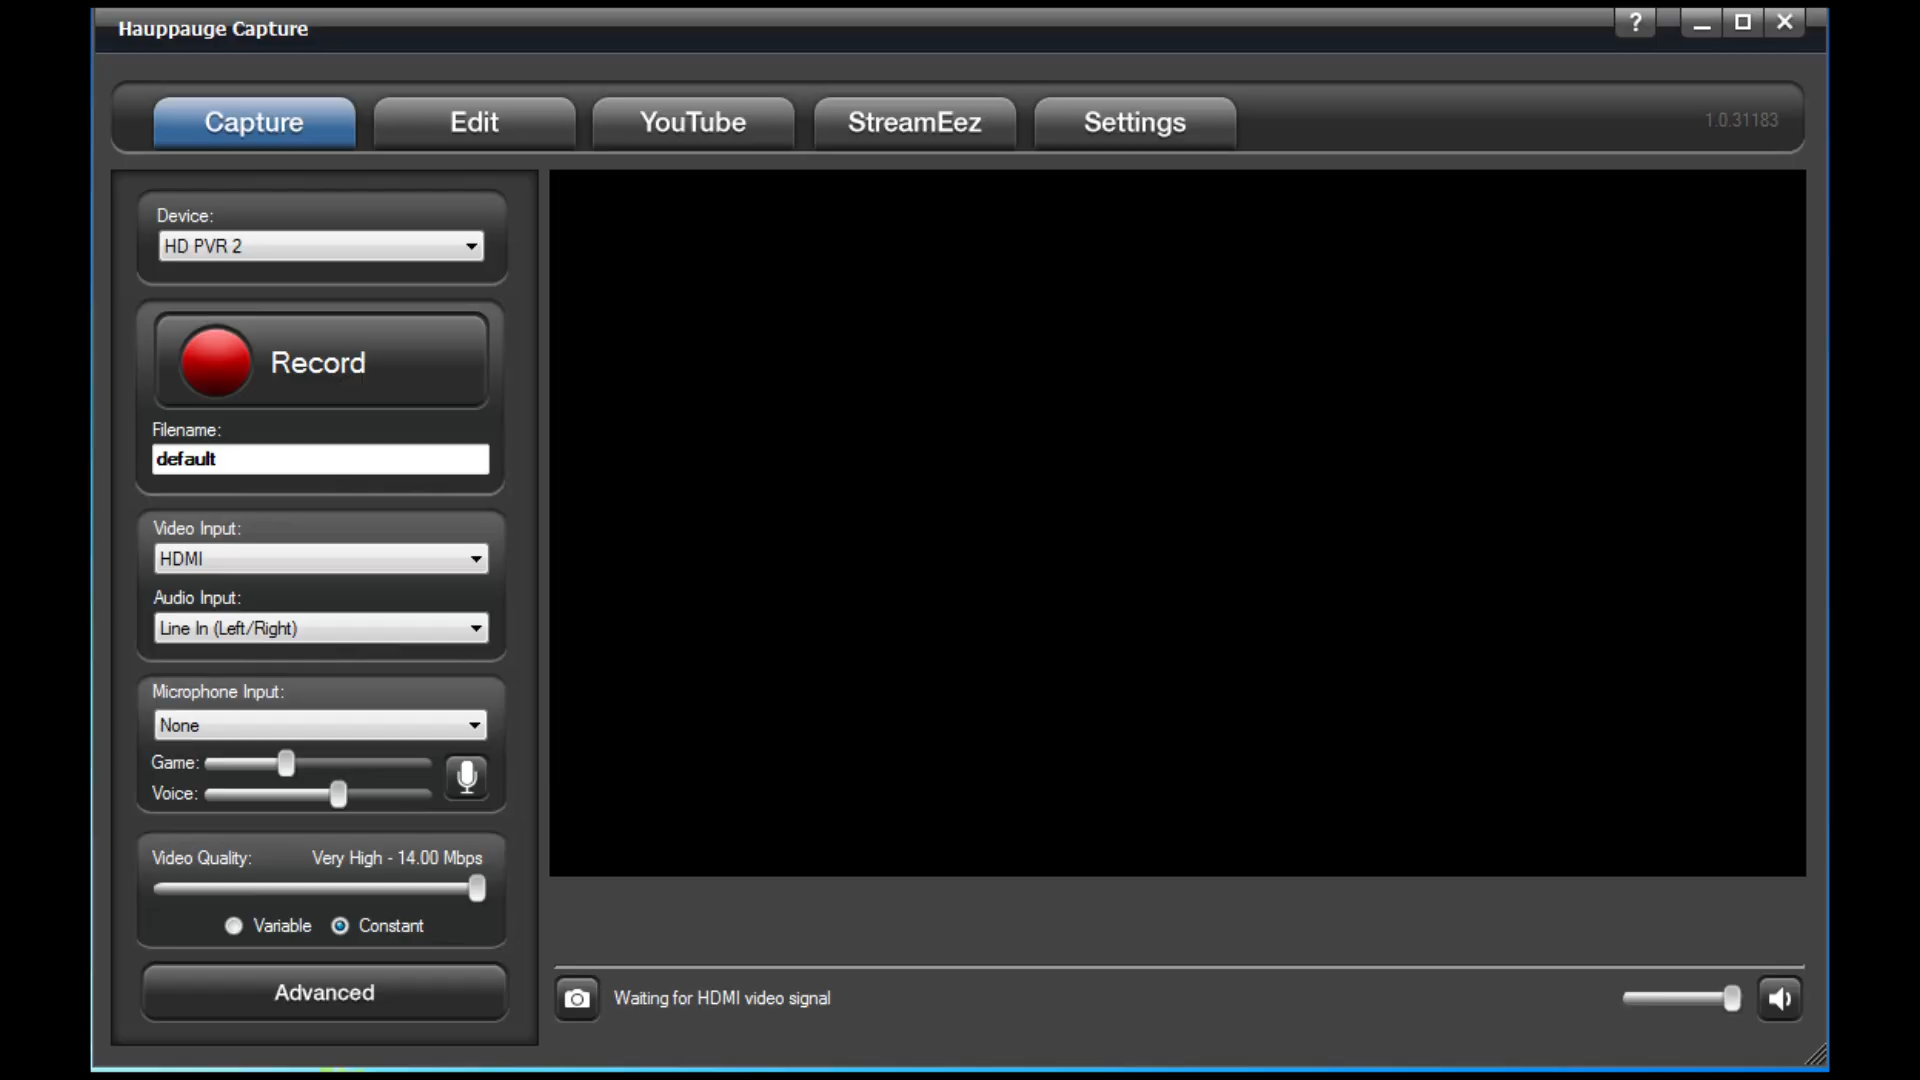 Hauppauge Capture
?
Capture
Edit
YouTube
StreamEez
Settings
1.0.31183
Device:
HD PVR 2
Record
Filename:
default
Video Input:
HDMI
Audio Input:
Line In (Left/Right)
Microphone Input:
None
Game:
Voice:
Video Quality: Very High - 14.00 Mbps
Variable Constant
Advanced
Waiting for HDMI video signal